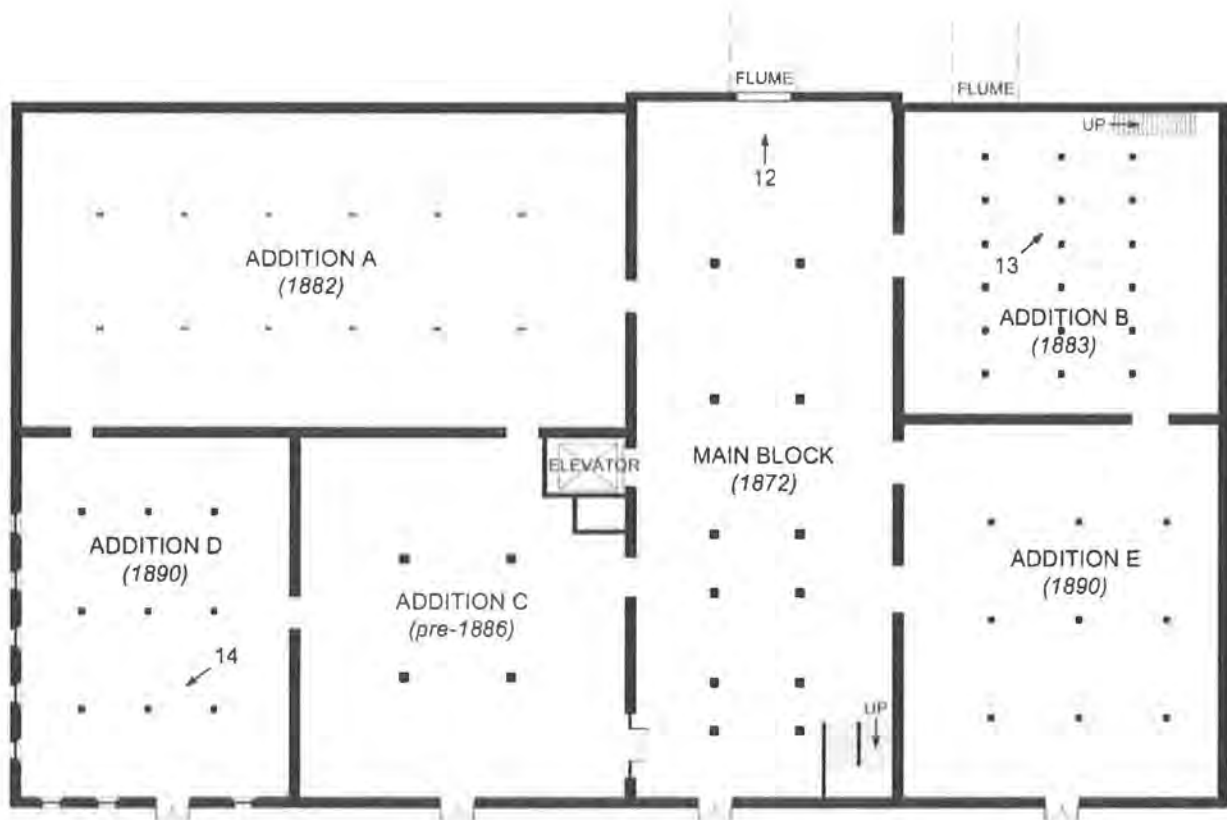 FLUME
FLUME
UP
12
13
ADDITION A
(1882)
ADDITION B
(1883)
ELEVATOR
MAIN BLOCK
(1872)
ADDITION D
(1890)
ADDITION C
(pre-1886)
ADDITION E
(1890)
14
UP